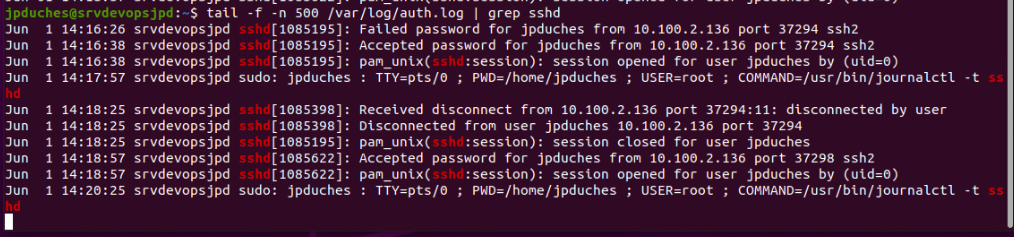 jpduches@srvdevopsjpd:~$ tail -f -n 500 /var/log/auth.log | grep sshd
Jun  1 14:16:26 srvdevopsjpd sshd[1085195]: Failed password for jpduches from 10.100.2.136 port 37294 ssh2
Jun  1 14:16:38 srvdevopsjpd sshd[1085195]: Accepted password for jpduches from 10.100.2.136 port 37294 ssh2
Jun  1 14:16:38 srvdevopsjpd sshd[1085195]: pam_unix(sshd:session): session opened for user jpduches by (uid=0)
Jun  1 14:17:57 srvdevopsjpd sudo: jpduches : TTY=pts/0 ; PWD=/home/jpduches ; USER=root ; COMMAND=/usr/bin/journalctl -t ss
hd
Jun  1 14:18:25 srvdevopsjpd sshd[1085398]: Received disconnect from 10.100.2.136 port 37294:11: disconnected by user
Jun  1 14:18:25 srvdevopsjpd sshd[1085398]: Disconnected from user jpduches 10.100.2.136 port 37294
Jun  1 14:18:25 srvdevopsjpd sshd[1085195]: pam_unix(sshd:session): session closed for user jpduches
Jun  1 14:18:57 srvdevopsjpd sshd[1085622]: Accepted password for jpduches from 10.100.2.136 port 37298 ssh2
Jun  1 14:18:57 srvdevopsjpd sshd[1085622]: pam_unix(sshd:session): session opened for user jpduches by (uid=0)
Jun  1 14:20:25 srvdevopsjpd sudo: jpduches : TTY=pts/0 ; PWD=/home/jpduches ; USER=root ; COMMAND=/usr/bin/journalctl -t ss
hd